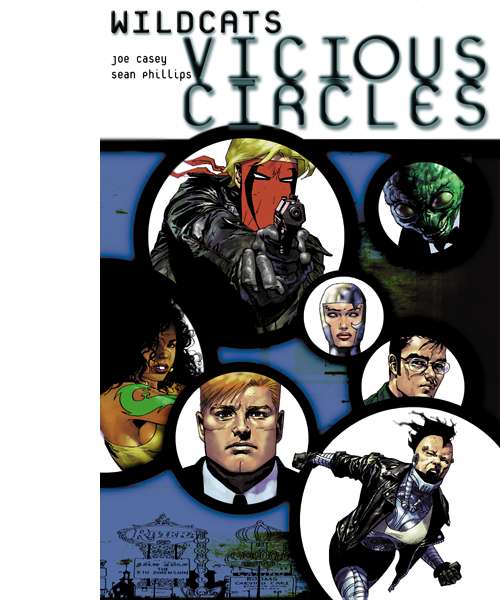 WILDCATS
VICIOUS
joe casey
sean phillips
CIRCLES